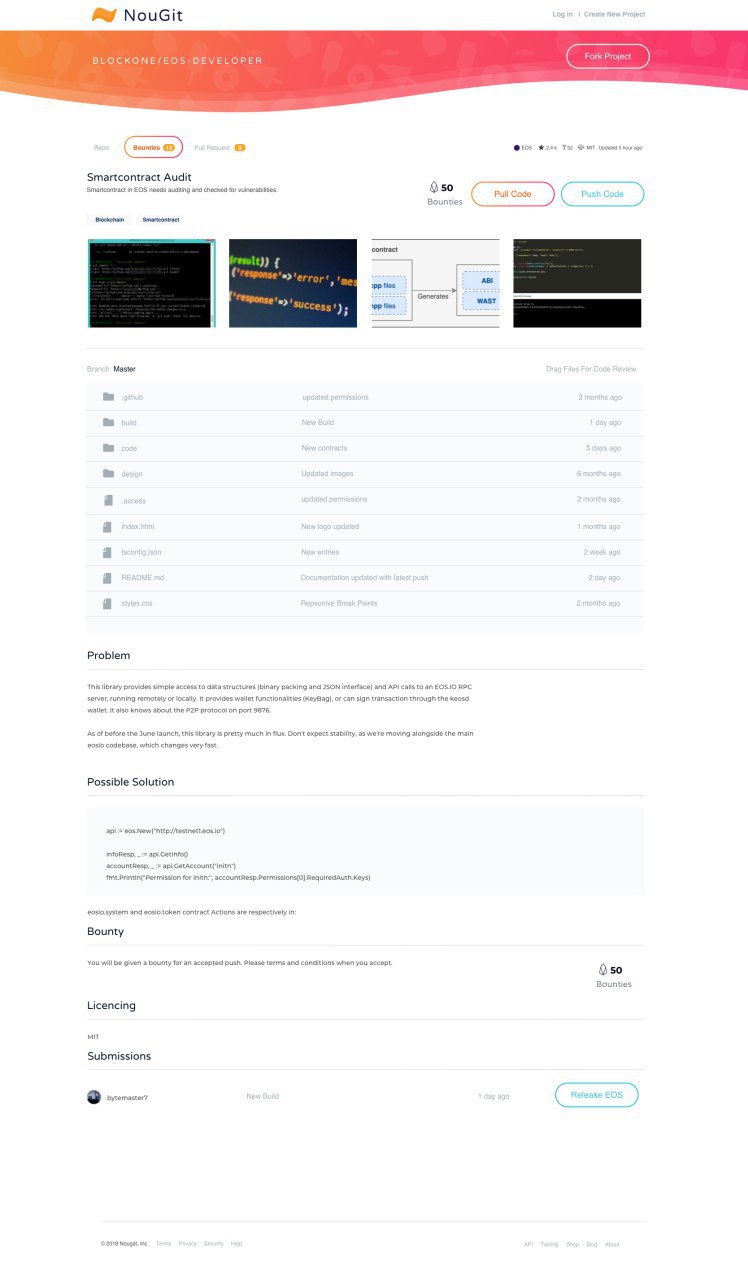 NouGit
Log In | Create New Project
BLOCKONE/EOS-DEVELOPER
Fork Project
Repo Bounties 12 Pull Request
EOS 2,4 k 52 MIT Updated 5 hour ago
Smartcontract Audit
Smartcontract in EOS needs auditing and checked for vulnerabilities.
50
Bounties
Pull Code
Push Code
Blockchain Smartcontract
$result)) {
('response'=>'error', 'mes
('response'=>'success');
contract
cpp files
cpp files
Generates
ABI
WAST
Branch: Master
Drag Files For Code Review
.github updated permissions 2 months ago
build New Build 1 day ago
code New contracts 3 days ago
design Updated images 6 months ago
.access updated permissions 2 months ago
index.html New logo updated 1 months ago
tsconfig.json New entries 2 week ago
README.md Documentation updated with latest push 2 day ago
styles.css Repsonive Break Points 2 months ago
Problem
This library provides simple access to data structures (binary packing and JSON interface) and API calls to an EOS.IO RPC
server, running remotely or locally. It provides wallet functionalities (KeyBag), or can sign transaction through the keosd
wallet. It also knows about the P2P protocol on port 9876.
As of before the June launch, this library is pretty much in flux. Don't expect stability, as we're moving alongside the main
eosio codebase, which changes very fast.
Possible Solution
api := eos.New("http://testnet1.eos.io")
infoResp, _ := api.GetInfo()
accountResp, _ := api.GetAccount("initn")
fmt.Println("Permission for initn:", accountResp.Permissions[0].RequiredAuth.Keys)
eosio.system and eosio.token contract Actions are respectively in:
Bounty
You will be given a bounty for an accepted push. Please terms and conditions when you accept.
50
Bounties
Licencing
MIT
Submissions
bytemaster7 New Build 1 day ago Release EOS
© 2018 Nougat, Inc. Terms Privacy Security Help
API Training Shop Blog About